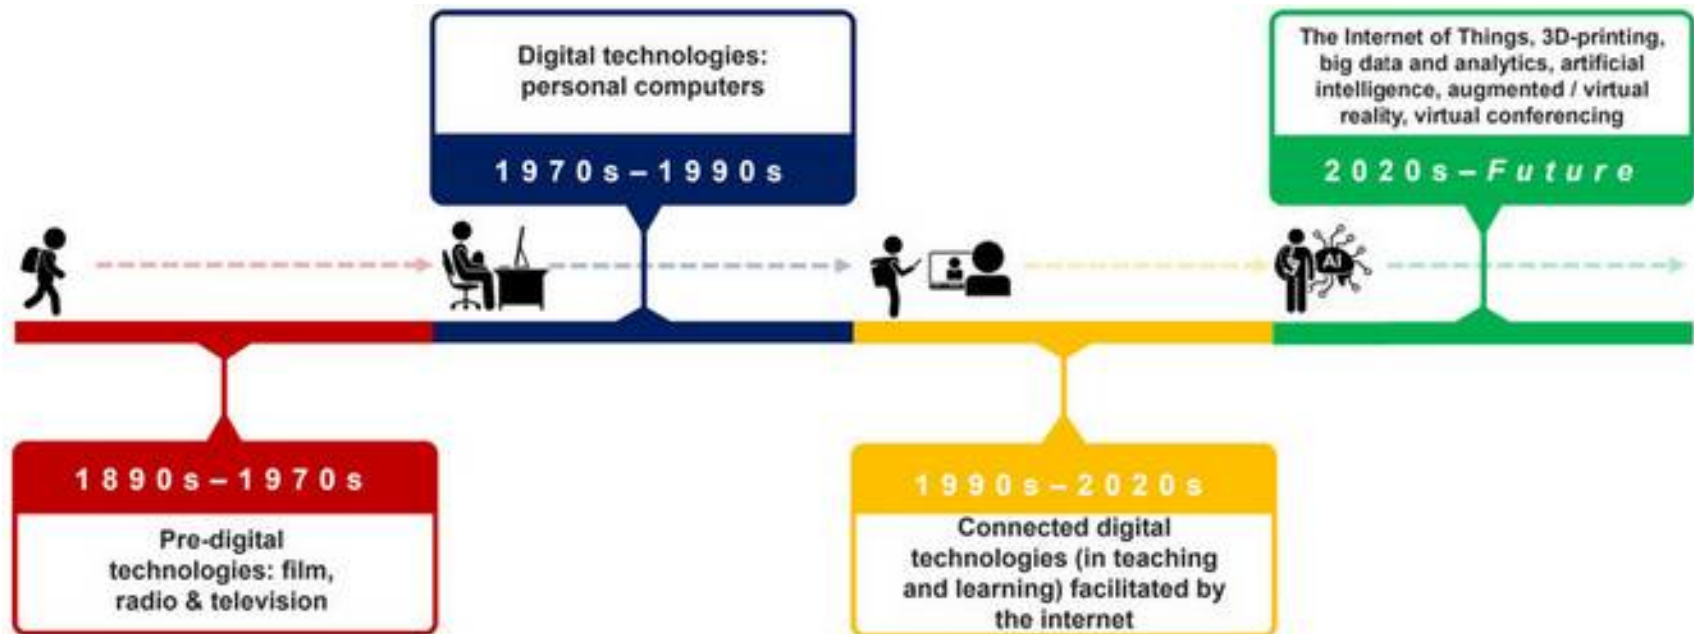 Digital technologies:
personal computers
1970s–1990s
The Internet of Things, 3D-printing,
big data and analytics, artificial
intelligence, augmented / virtual
reality, virtual conferencing
2020s–Future
AI
1890s–1970s
Pre-digital
technologies: film,
radio & television
1990s–2020s
Connected digital
technologies (in teaching
and learning) facilitated by
the internet